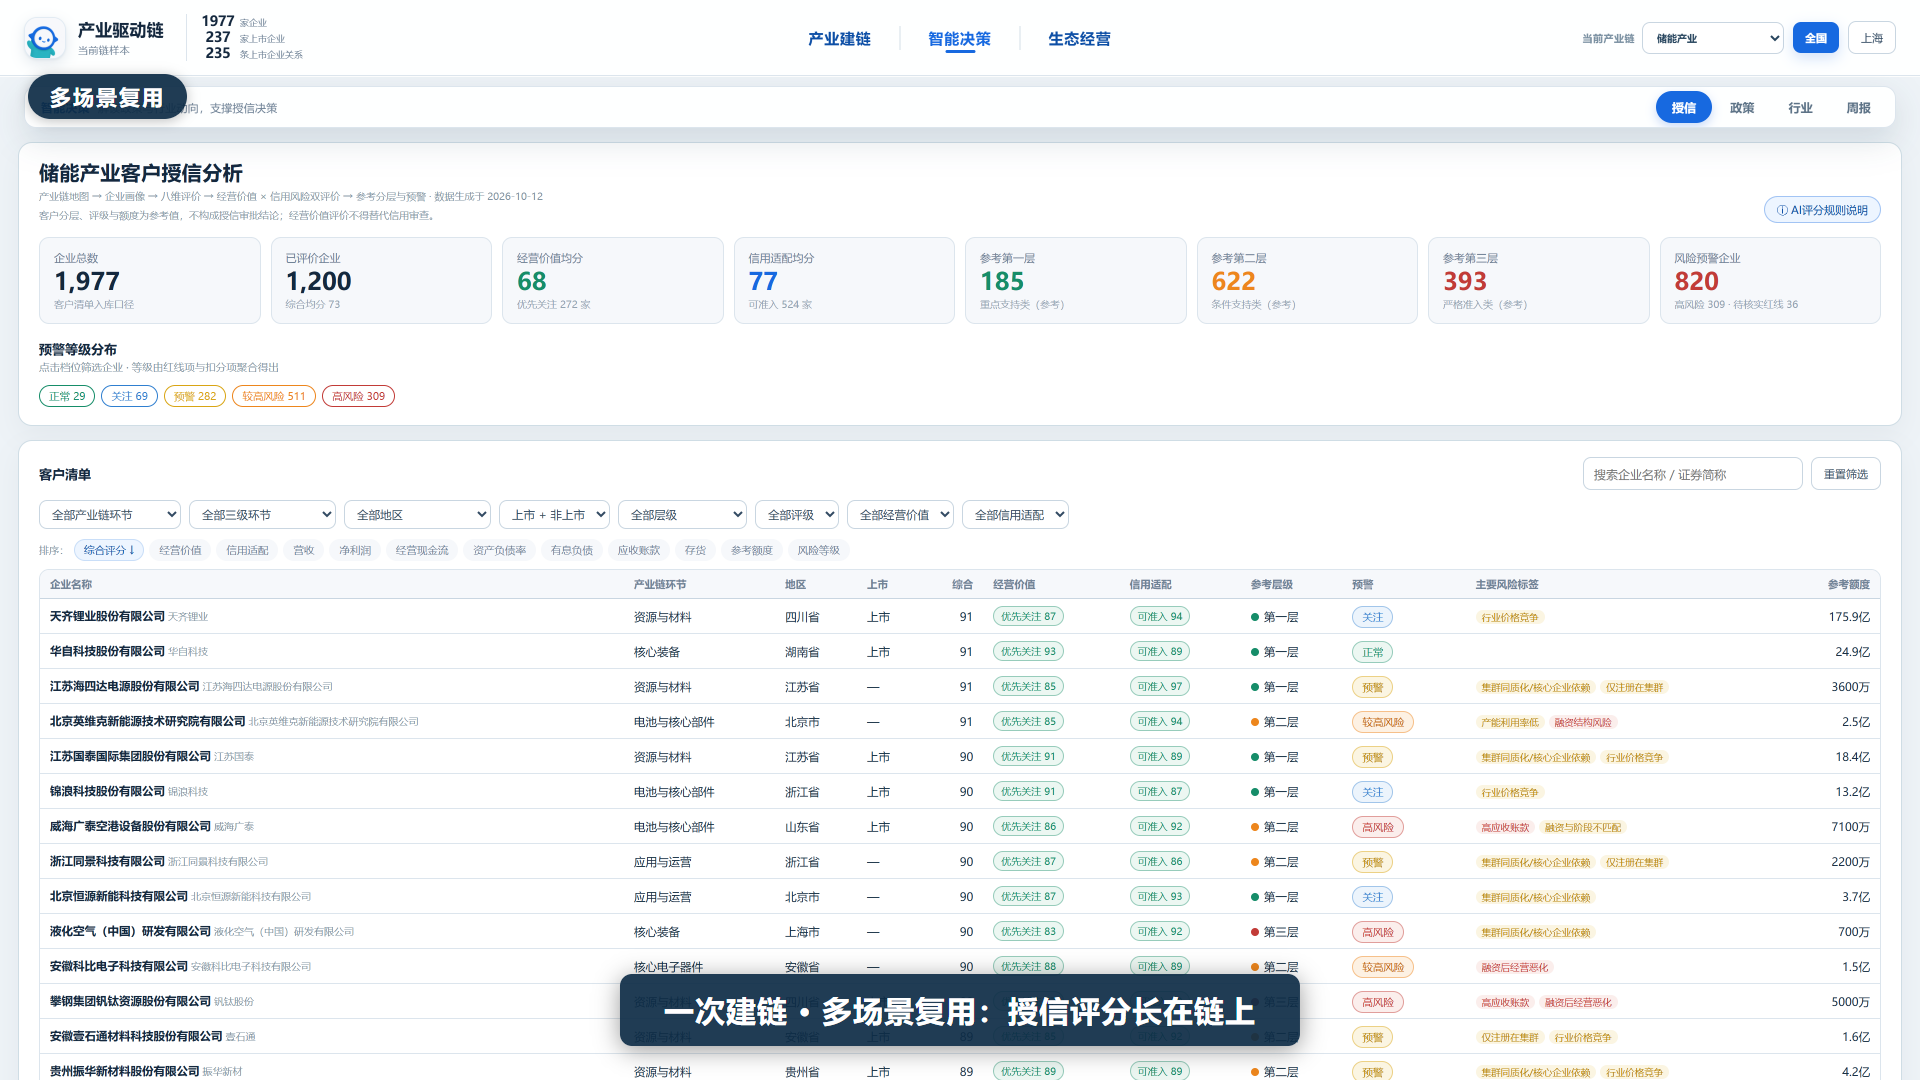 产业驱动链
当前链样本
1977 家企业
237 家上市企业
235 条上市企业关系
产业建链
智能决策
生态经营
当前产业链
储能产业
全国
上海
多场景复用
动向，支撑授信决策
授信
政策
行业
周报
储能产业客户授信分析
产业链地图 → 企业画像 → 八维评价 → 经营价值 × 信用风险双评价 → 参考分层与预警 · 数据生成于 2026-10-12
客户分层、评级与额度为参考值，不构成授信审批结论；经营价值评价不得替代信用审查。
ⓘ AI评分规则说明
企业总数
1,977
客户清单入库口径
已评价企业
1,200
综合均分 73
经营价值均分
68
优先关注 272 家
信用适配均分
77
可准入 524 家
参考第一层
185
重点支持类（参考）
参考第二层
622
条件支持类（参考）
参考第三层
393
严格准入类（参考）
风险预警企业
820
高风险 309 · 待核实红线 36
预警等级分布
点击档位筛选企业 · 等级由红线项与扣分项聚合得出
正常 29
关注 69
预警 282
较高风险 511
高风险 309
客户清单
搜索企业名称 / 证券简称
重置筛选
全部产业链环节
全部三级环节
全部地区
上市 + 非上市
全部层级
全部评级
全部经营价值
全部信用适配
排序： 综合评分 ↓ 经营价值 信用适配 营收 净利润 经营现金流 资产负债率 有息负债 应收账款 存货 参考额度 风险等级
企业名称 产业链环节 地区 上市 综合 经营价值 信用适配 参考层级 预警 主要风险标签 参考额度
天齐锂业股份有限公司 天齐锂业 资源与材料 四川省 上市 91 优先关注 87 可准入 94 第一层 关注 行业价格竞争 175.9亿
华自科技股份有限公司 华自科技 核心装备 湖南省 上市 91 优先关注 93 可准入 89 第一层 正常 24.9亿
江苏海四达电源股份有限公司 江苏海四达电源股份有限公司 资源与材料 江苏省 — 91 优先关注 85 可准入 97 第一层 预警 集群同质化/核心企业依赖 仅注册在集群 3600万
北京英维克新能源技术研究院有限公司 北京英维克新能源技术研究院有限公司 电池与核心部件 北京市 — 91 优先关注 85 可准入 94 第二层 较高风险 产能利用率低 融资结构风险 2.5亿
江苏国泰国际集团股份有限公司 江苏国泰 资源与材料 江苏省 上市 90 优先关注 91 可准入 89 第一层 预警 集群同质化/核心企业依赖 行业价格竞争 18.4亿
锦浪科技股份有限公司 锦浪科技 电池与核心部件 浙江省 上市 90 优先关注 91 可准入 87 第一层 关注 行业价格竞争 13.2亿
威海广泰空港设备股份有限公司 威海广泰 电池与核心部件 山东省 上市 90 优先关注 86 可准入 92 第二层 高风险 高应收账款 融资与阶段不匹配 7100万
浙江同景科技有限公司 浙江同景科技有限公司 应用与运营 浙江省 — 90 优先关注 87 可准入 86 第二层 预警 集群同质化/核心企业依赖 仅注册在集群 2200万
北京恒源新能科技有限公司 北京恒源新能科技有限公司 应用与运营 北京市 — 90 优先关注 87 可准入 93 第一层 关注 集群同质化/核心企业依赖 3.7亿
液化空气（中国）研发有限公司 液化空气（中国）研发有限公司 核心装备 上海市 — 90 优先关注 83 可准入 92 第三层 高风险 集群同质化/核心企业依赖 700万
安徽科比电子科技有限公司 安徽科比电子科技有限公司 核心电子器件 安徽省 — 90 优先关注 88 可准入 89 第二层 较高风险 融资后经营恶化 1.5亿
攀钢集团钒钛资源股份有限公司 钒钛股份 高风险 高应收账款 融资后经营恶化 5000万
一次建链 • 多场景复用：授信评分长在链上
安徽壹石通材料科技股份有限公司 壹石通 预警 仅注册在集群 行业价格竞争 1.6亿
贵州振华新材料股份有限公司 振华新材 资源与材料 贵州省 上市 89 优先关注 89 可准入 89 第二层 预警 集群同质化/核心企业依赖 行业价格竞争 4.2亿